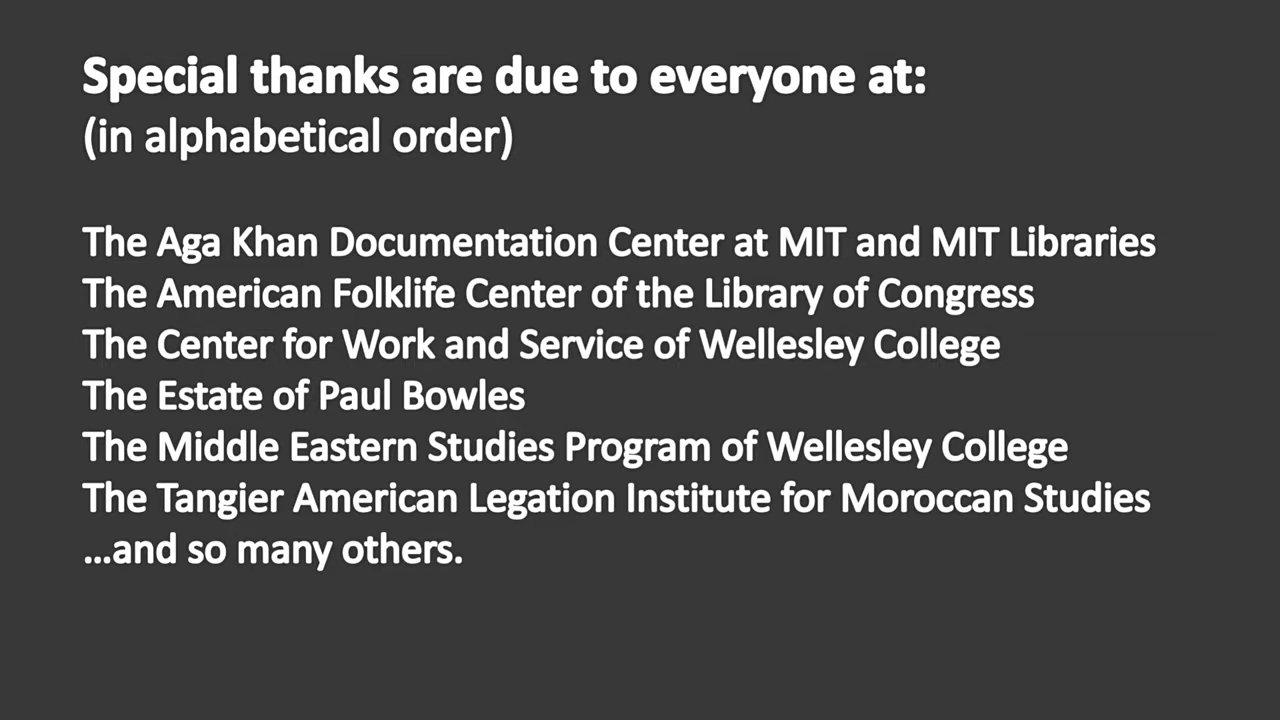 Special thanks are due to everyone at:
(in alphabetical order)
The Aga Khan Documentation Center at MIT and MIT Libraries
The American Folklife Center of the Library of Congress
The Center for Work and Service of Wellesley College
The Estate of Paul Bowles
The Middle Eastern Studies Program of Wellesley College
The Tangier American Legation Institute for Moroccan Studies
...and so many others.